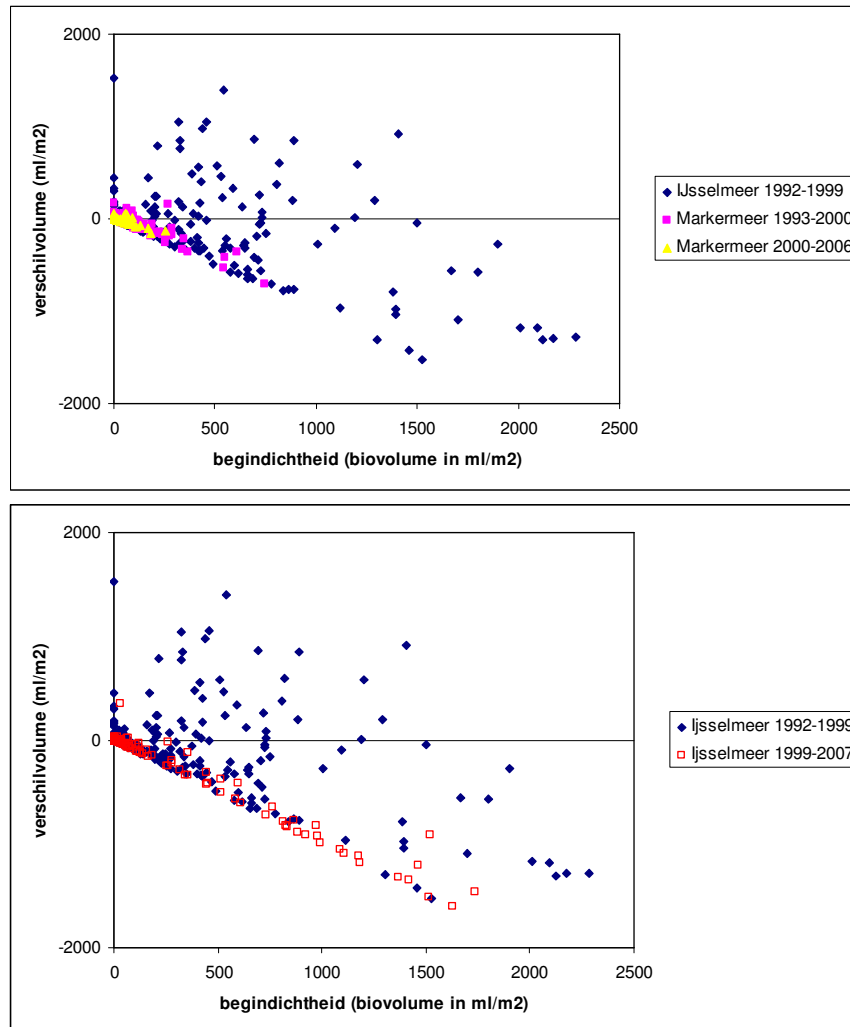 2000
0
-2000
0
500
1000
1500
2000
2500
verschilvolume (ml/m2)
begindichtheid (biovolume in ml/m2)
IJsselmeer 1992-1999
Markermeer 1993-2000
Markermeer 2000-2006
2000
0
-2000
0
500
1000
1500
2000
2500
verschilvolume (ml/m2)
begindichtheid (biovolume in ml/m2)
Ijsselmeer 1992-1999
Ijsselmeer 1999-2007